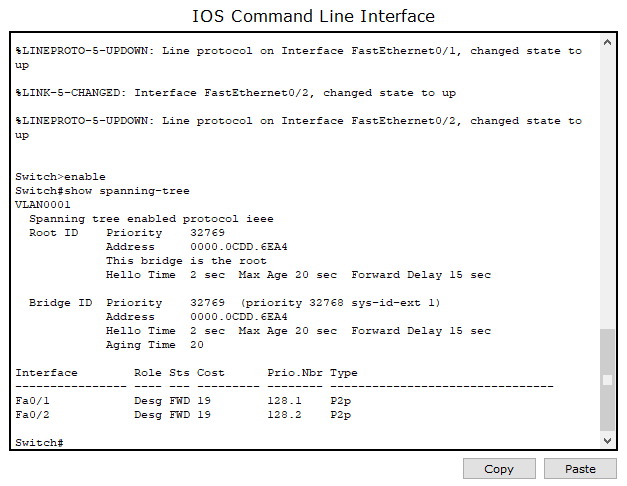 IOS Command Line Interface
%LINEPROTO-5-UPDOWN: Line protocol on Interface FastEthernet0/1, changed state to
up
%LINK-5-CHANGED: Interface FastEthernet0/2, changed state to up
%LINEPROTO-5-UPDOWN: Line protocol on Interface FastEthernet0/2, changed state to
up
Switch>enable
Switch#show spanning-tree
VLAN0001
  Spanning tree enabled protocol ieee
  Root ID    Priority    32769
             Address     0000.0CDD.6EA4
             This bridge is the root
             Hello Time  2 sec  Max Age 20 sec  Forward Delay 15 sec
  Bridge ID  Priority    32769  (priority 32768 sys-id-ext 1)
             Address     0000.0CDD.6EA4
             Hello Time  2 sec  Max Age 20 sec  Forward Delay 15 sec
             Aging Time  20
Interface        Role Sts Cost      Prio.Nbr Type
---------------- ---- --- --------- -------- --------------------------------
Fa0/1            Desg FWD 19        128.1    P2p
Fa0/2            Desg FWD 19        128.2    P2p
Switch#
Copy Paste